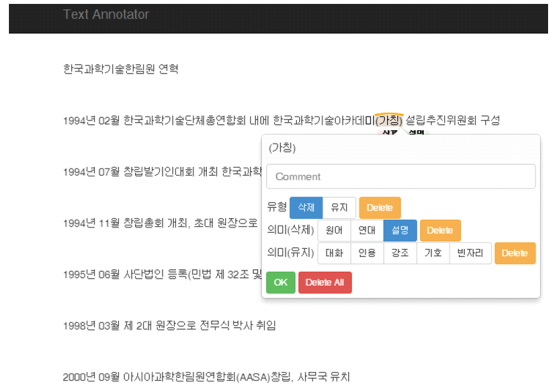 Text Annotator
한국과학기술한림원 연혁
1994년 02월 한국과학기술단체총연합회 내에 한국과학기술아카데미(가칭) 설립추진위원회 구성
삭제 설명
(가칭)
1994년 07월 창립발기인대회 개최 한국과학
Comment
유형 삭제 유지 Delete
1994년 11월 창립총회 개최, 초대 원장으로
의미(삭제) 원어 연대 설명 Delete
의미(유지) 대화 인용 강조 기호 빈자리 Delete
1995년 06월 사단법인 등록(민법 제 32조 및
OK Delete All
1998년 03월 제 2대 원장으로 전무식 박사 취임
2000년 09월 아시아과학한림원연합회(AASA)창립, 사무국 유치